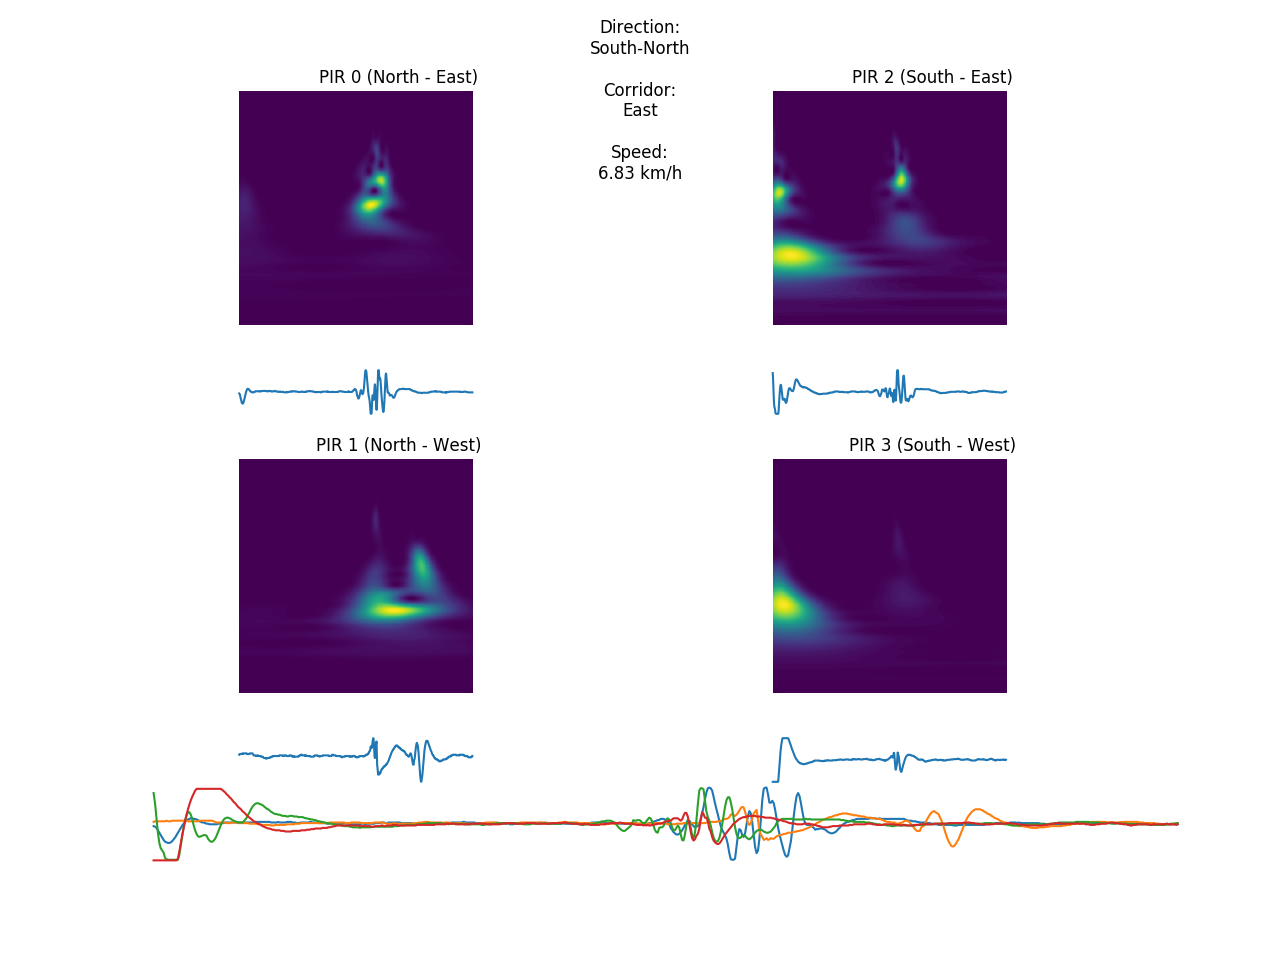 Direction:
South-North
Corridor:
East
Speed:
6.83 km/h
PIR 0 (North - East)
PIR 2 (South - East)
PIR 1 (North - West)
PIR 3 (South - West)